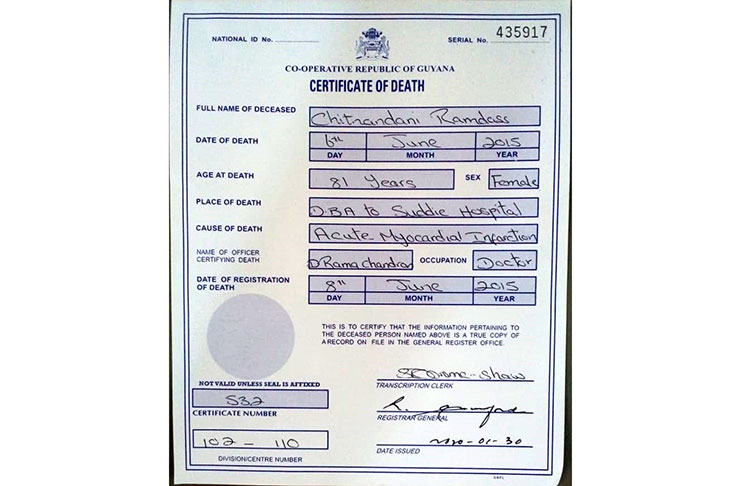 NATIONAL ID No.
SERIAL No. 435917
CO-OPERATIVE REPUBLIC OF GUYANA
CERTIFICATE OF DEATH
FULL NAME OF DECEASED Chitrandani Ramdass
DATE OF DEATH 6th June 2015
DAY MONTH YEAR
AGE AT DEATH 81 Years SEX Female
PLACE OF DEATH D.B.A to Suddie Hospital
CAUSE OF DEATH Acute Myocardial Infarction
NAME OF OFFICER
CERTIFYING DEATH D Ramachandran OCCUPATION Doctor
DATE OF REGISTRATION
OF DEATH 8th June 2015
DAY MONTH YEAR
THIS IS TO CERTIFY THAT THE INFORMATION PERTAINING TO
THE DECEASED PERSON NAMED ABOVE IS A TRUE COPY OF
A RECORD ON FILE IN THE GENERAL REGISTER OFFICE.
NOT VALID UNLESS SEAL IS AFFIXED
532
CERTIFICATE NUMBER
102 - 110
DIVISION/CENTRE NUMBER
Shaw
TRANSCRIPTION CLERK
REGISTRAR GENERAL
2020-01-30
DATE ISSUED